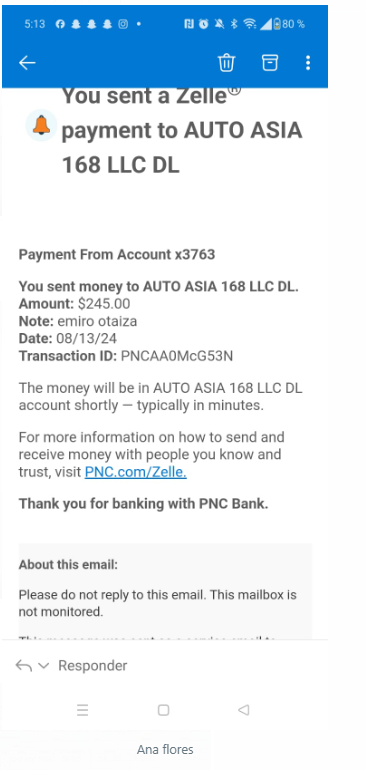 5:13
80 %
You sent a Zelle®
payment to AUTO ASIA
168 LLC DL
Payment From Account x3763
You sent money to AUTO ASIA 168 LLC DL.
Amount: $245.00
Note: emiro otaiza
Date: 08/13/24
Transaction ID: PNCAA0McG53N
The money will be in AUTO ASIA 168 LLC DL
account shortly — typically in minutes.
For more information on how to send and
receive money with people you know and
trust, visit PNC.com/Zelle.
Thank you for banking with PNC Bank.
About this email:
Please do not reply to this email. This mailbox is
not monitored.
Responder
Ana flores